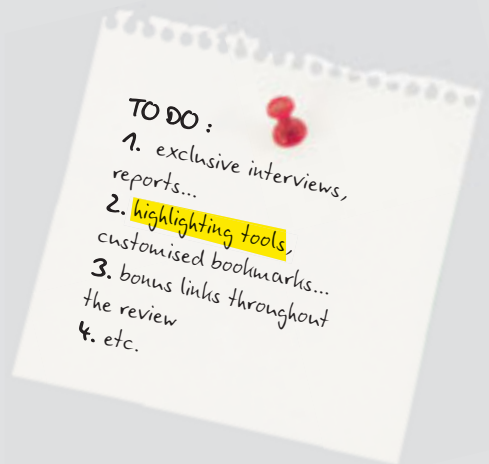 TO DO :
1. exclusive interviews,
reports...
2. highlighting tools,
customised bookmarks...
3. bonus links throughout
the review
4. etc.